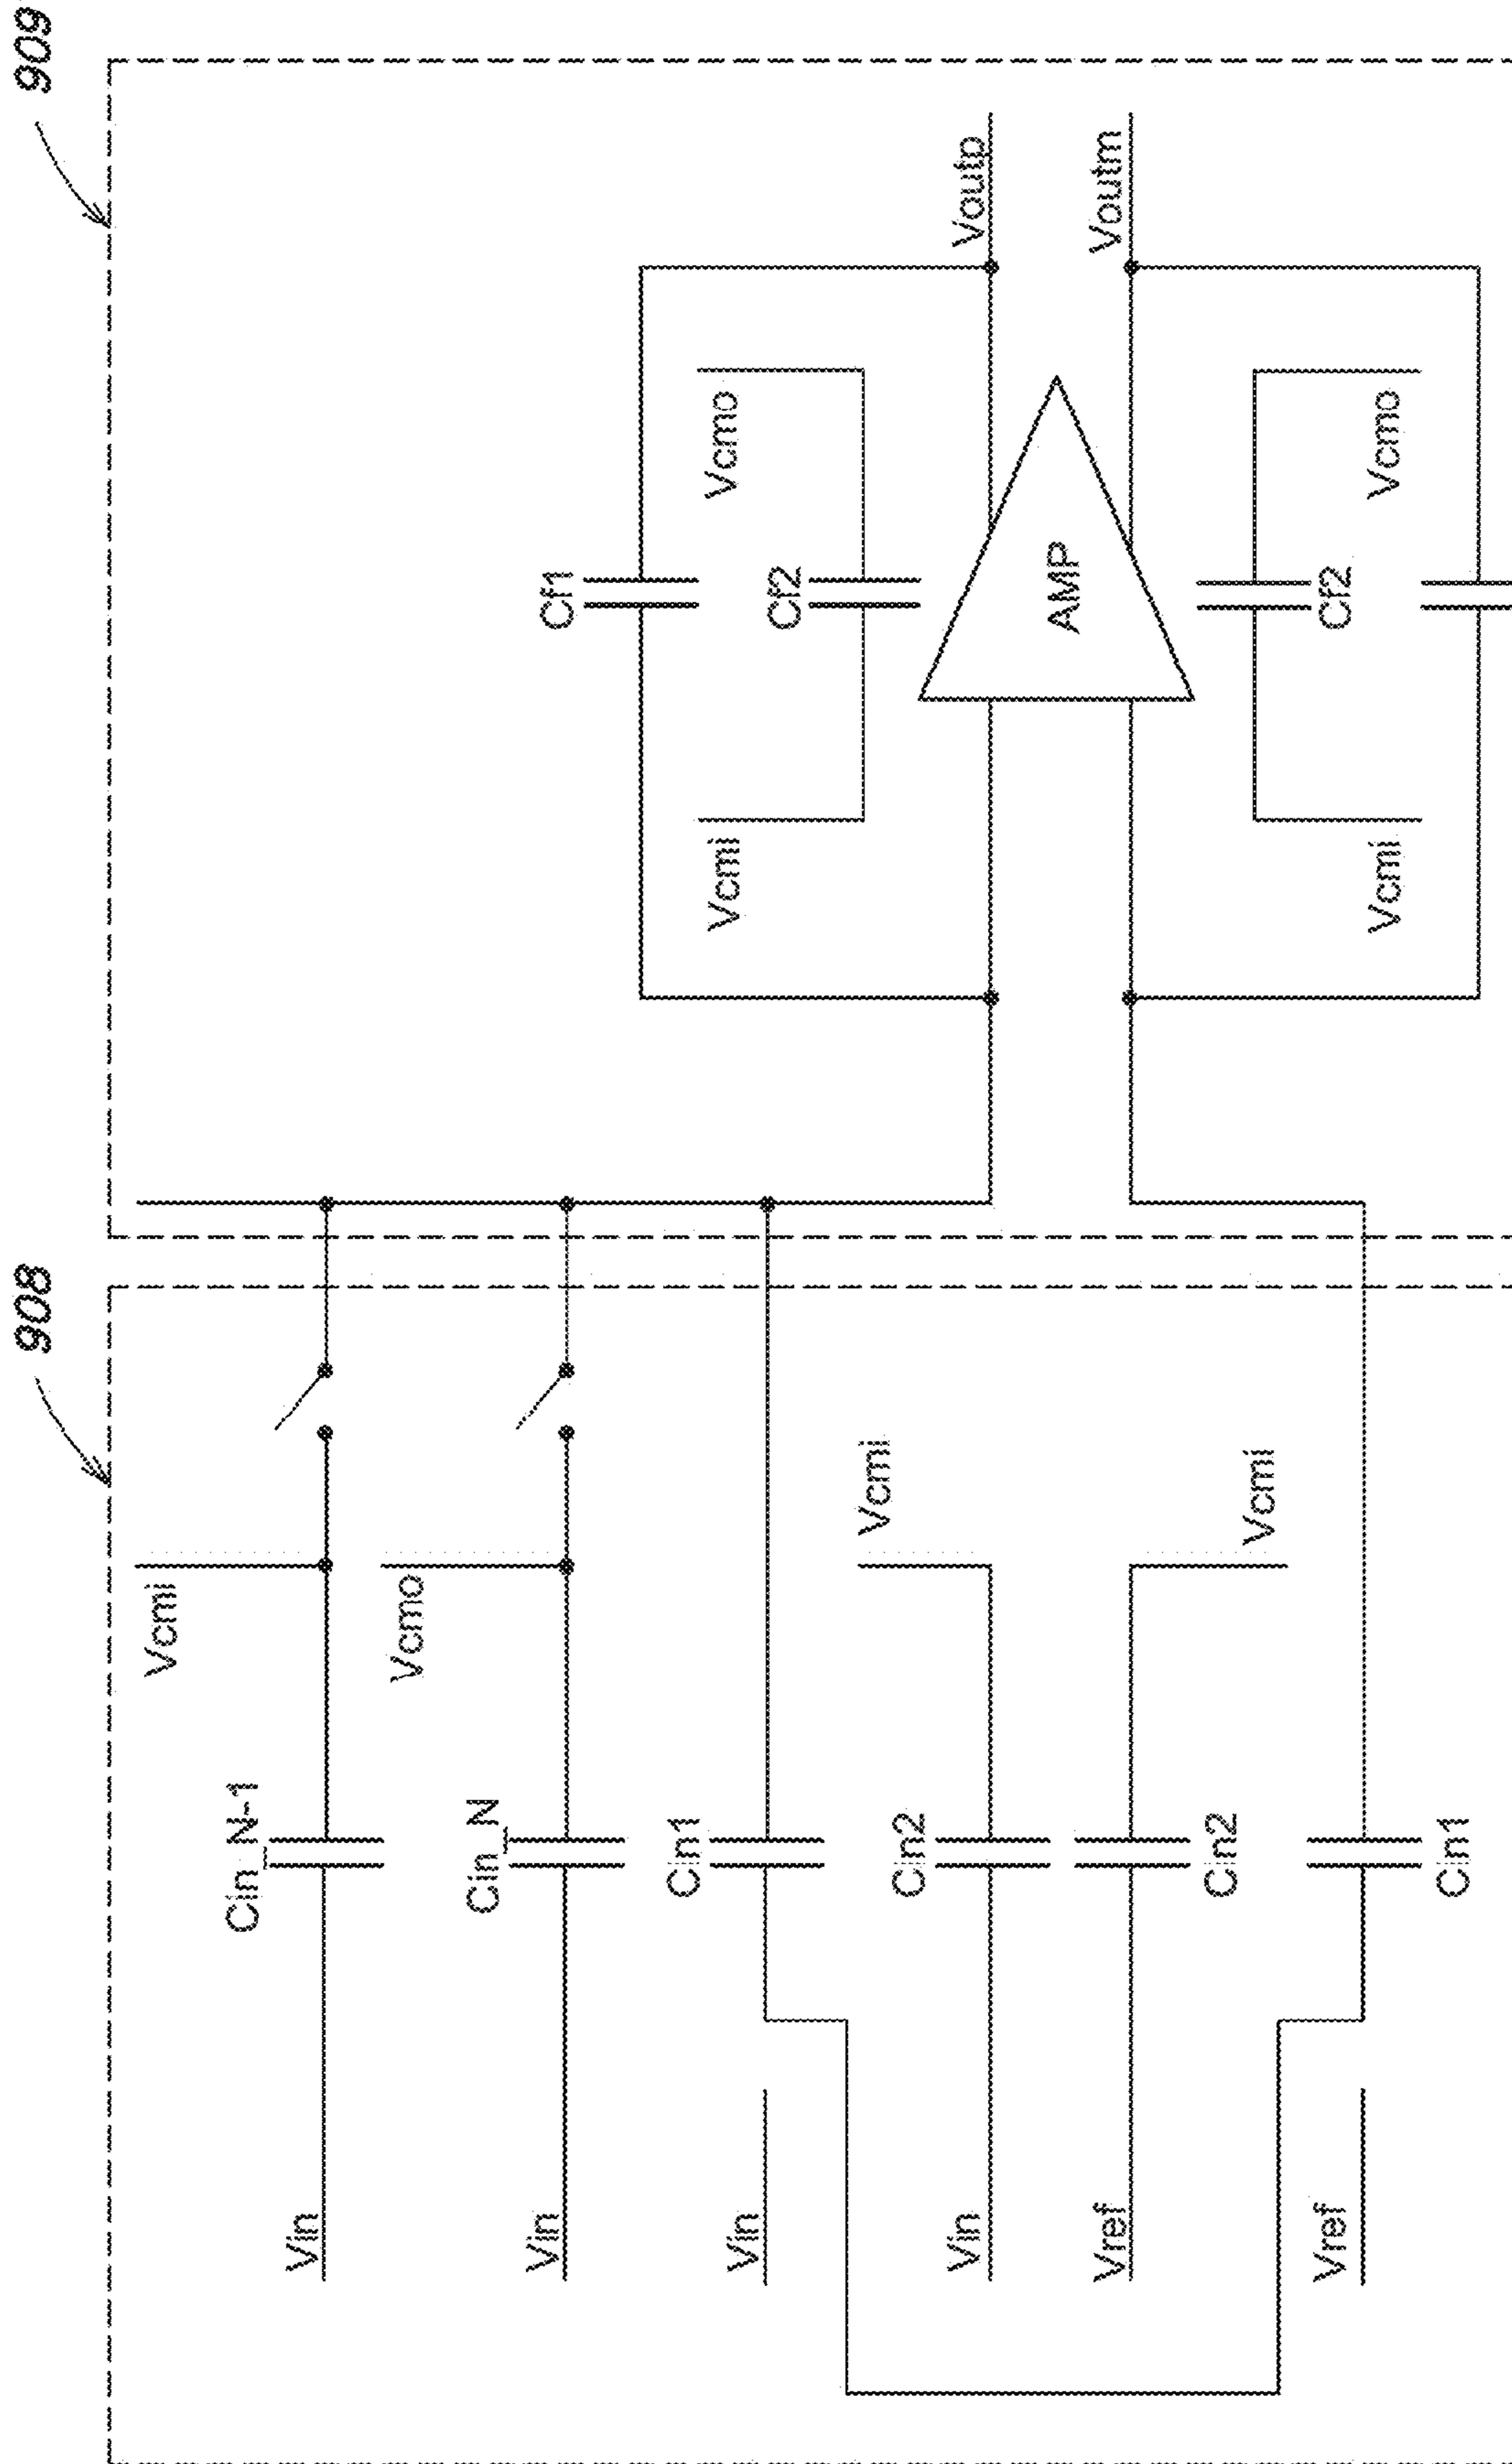 908
909
Vcmi
Cin_N-1
Vin
Vcmo
Cin_N
Vin
Cf1
Cin1
Vcmi
Vcmo
Vin
Cf2
Vcmi
Cin2
Vin
Voutp
AMP
Vref
Voutm
Cin2
Vcmi
Vref
Cf2
Vcmi
Vcmo
Cin1